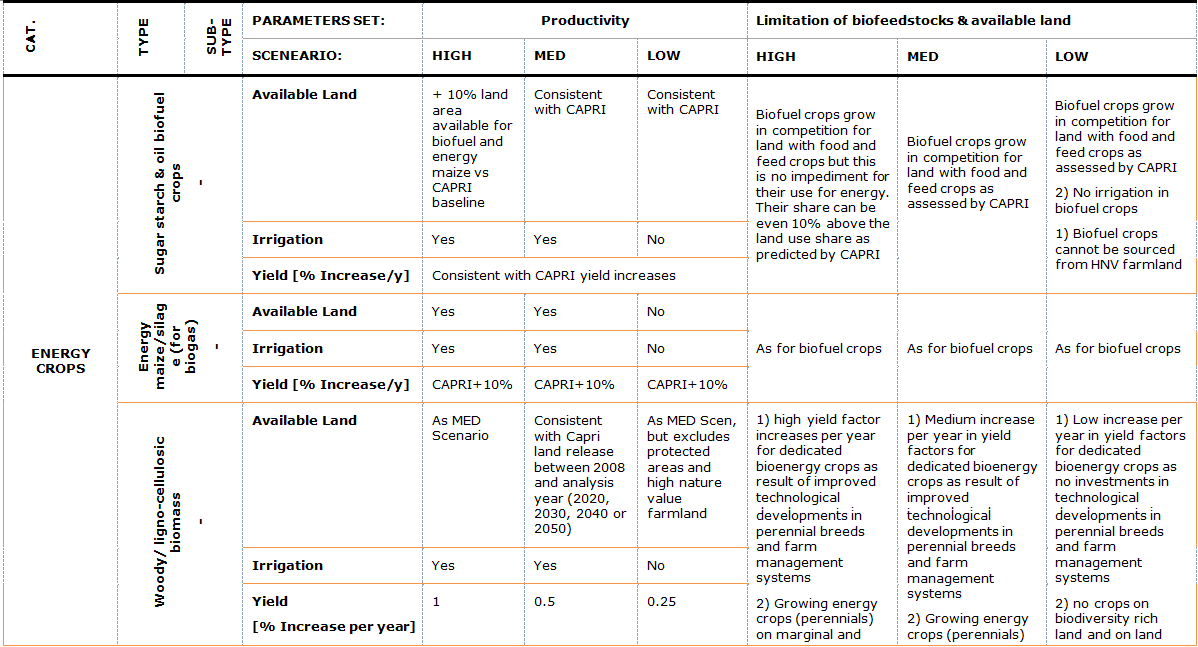 CAT.
TYPE
SUB-
TYPE
PARAMETERS SET:
Productivity
Limitation of biofeedstocks & available land
SCENEARIO:
HIGH
MED
LOW
HIGH
MED
LOW
ENERGY
CROPS
Sugar starch & oil biofuel
crops
-
Available Land
+ 10% land
area
available for
biofuel and
energy
maize vs
CAPRI
baseline
Consistent
with CAPRI
Consistent
with CAPRI
Biofuel crops grow
in competition for
land with food and
feed crops but this
is no impediment for
their use for energy.
Their share can be
even 10% above the
land use share as
predicted by CAPRI
Biofuel crops grow
in competition for
land with food and
feed crops as
assessed by CAPRI
Biofuel crops grow
in competition for
land with food and
feed crops as
assessed by CAPRI
2) No irrigation in
biofuel crops
1) Biofuel crops
cannot be sourced
from HNV farmland
Irrigation
Yes
Yes
No
Yield [% Increase/y]
Consistent with CAPRI yield increases
Energy
maize/silag
e (for
biogas)
-
Available Land
Yes
Yes
No
Irrigation
Yes
Yes
No
As for biofuel crops
As for biofuel crops
As for biofuel crops
Yield [% Increase/y]
CAPRI+10%
CAPRI+10%
CAPRI+10%
Woody/ ligno-cellulosic
biomass
-
Available Land
As MED
Scenario
Consistent
with Capri
land release
between 2008
and analysis
year (2020,
2030, 2040 or
2050)
As MED Scen,
but excludes
protected
areas and
high nature
value
farmland
1) high yield factor
increases per year
for dedicated
bioenergy crops as
result of improved
technological
developments in
perennial breeds
and farm
management
systems
2) Growing energy
crops (perennials)
on marginal and
1) Medium increase
per year in yield
factors for
dedicated bioenergy
crops as result of
improved
technological
developments in
perennial breeds
and farm
management
systems
2) Growing energy
crops (perennials)
1) Low increase per
year in yield factors
for dedicated
bioenergy crops as
no investments in
technological
developments in
perennial breeds
and farm
management
systems
2) no crops on
biodiversity rich
land and on land
Irrigation
Yes
Yes
No
Yield
[% Increase per year]
1
0.5
0.25